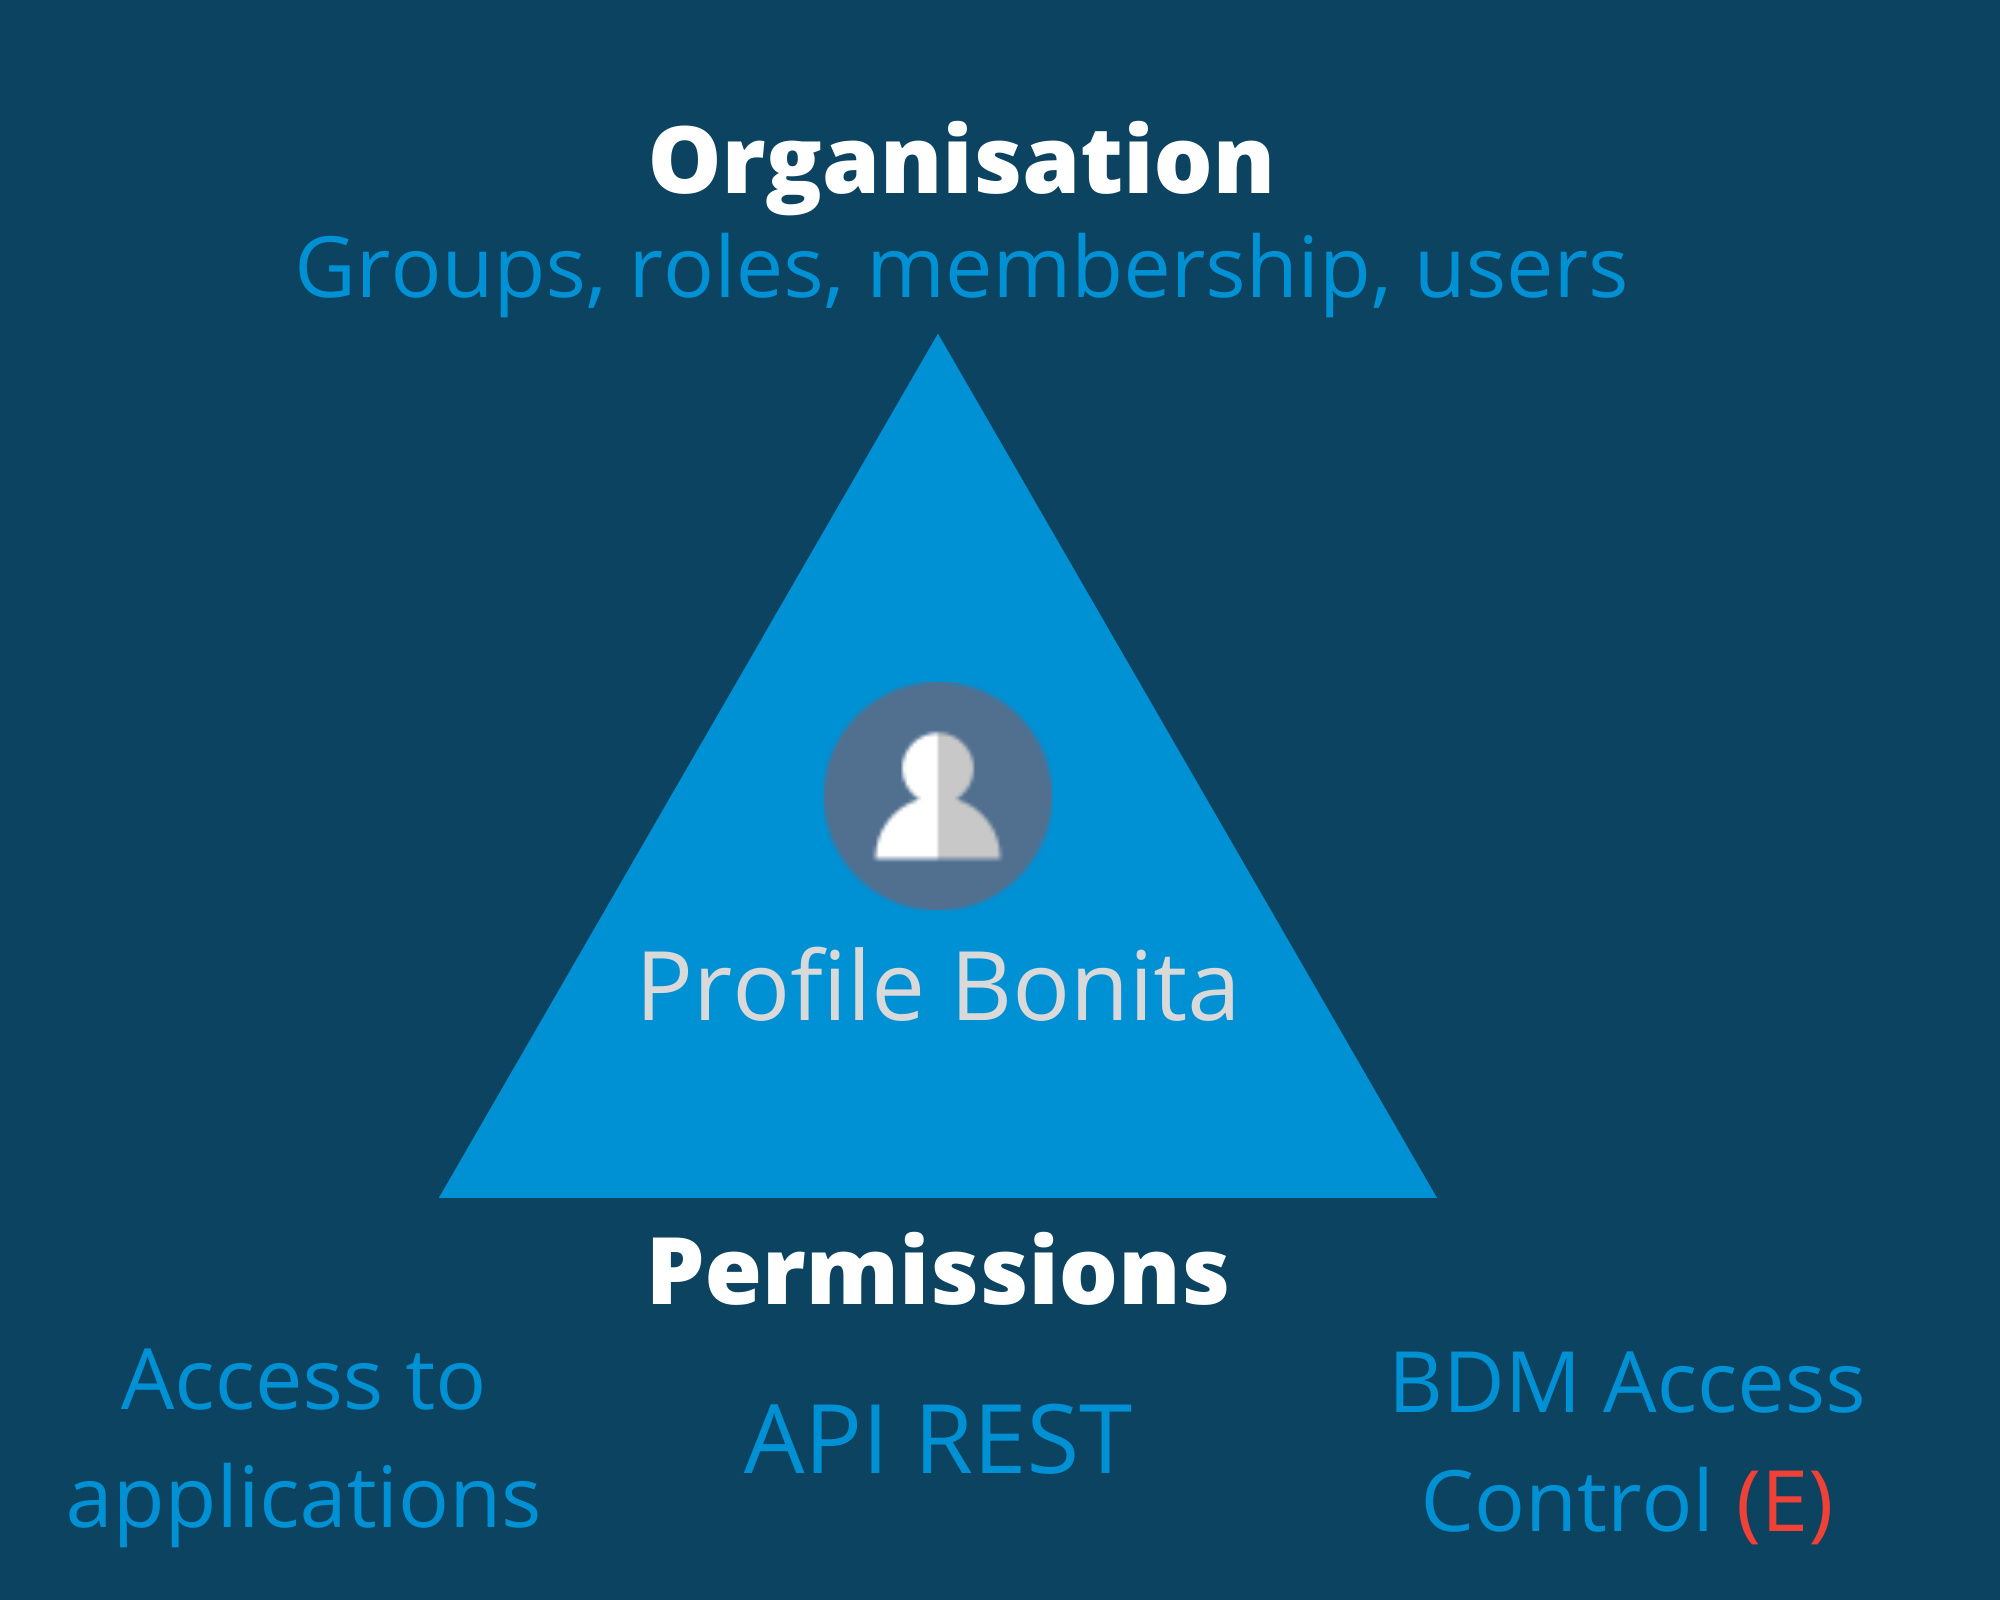 Organisation
Groups, roles, membership, users
Profile Bonita
Permissions
Access to
applications
API REST
BDM Access
Control (E)